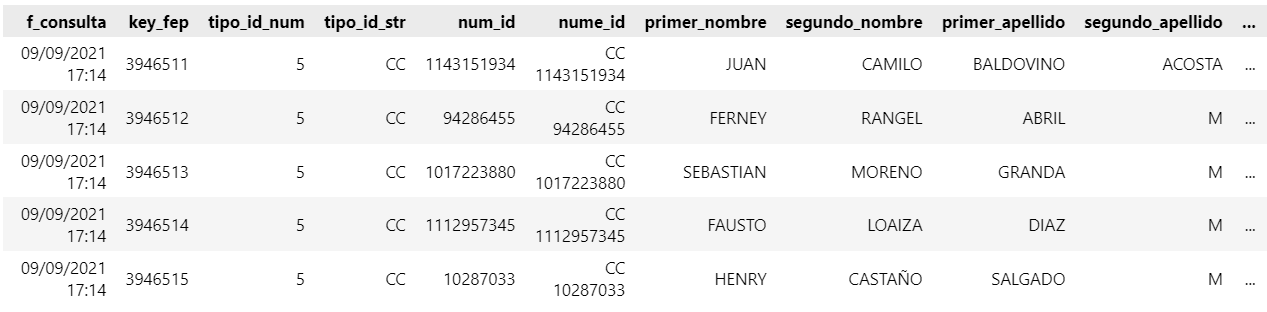 f_consulta key_fep tipo_id_num tipo_id_str num_id nume_id primer_nombre segundo_nombre primer_apellido segundo_apellido ...
09/09/2021 17:14 3946511 5 CC 1143151934 CC 1143151934 JUAN CAMILO BALDOVINO ACOSTA ...
09/09/2021 17:14 3946512 5 CC 94286455 CC 94286455 FERNEY RANGEL ABRIL M ...
09/09/2021 17:14 3946513 5 CC 1017223880 CC 1017223880 SEBASTIAN MORENO GRANDA M ...
09/09/2021 17:14 3946514 5 CC 1112957345 CC 1112957345 FAUSTO LOAIZA DIAZ M ...
09/09/2021 17:14 3946515 5 CC 10287033 CC 10287033 HENRY CASTAÑO SALGADO M ...